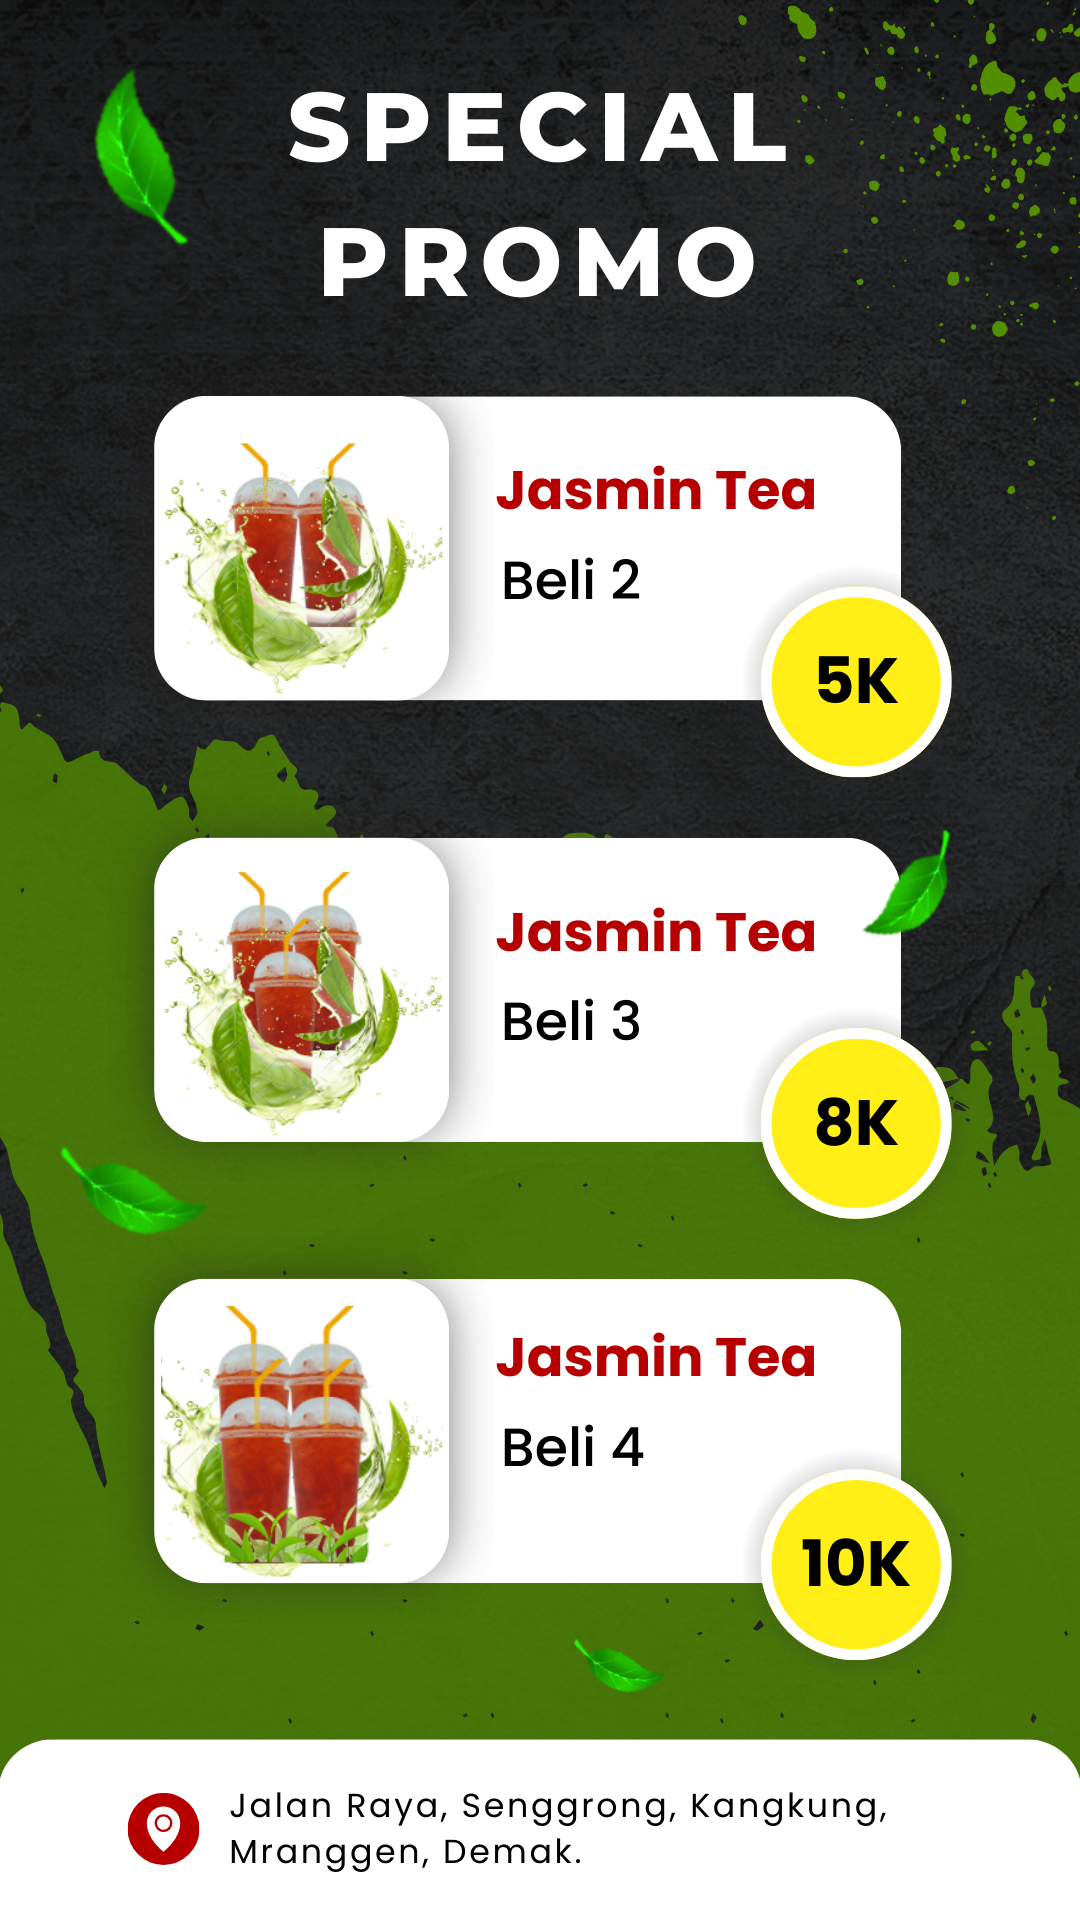 SPECIAL
PROMO
Jasmin Tea
Beli 2
5K
Jasmin Tea
Beli 3
8K
Jasmin Tea
Beli 4
10K
Jalan Raya, Senggrong, Kangkung,
Mranggen, Demak.